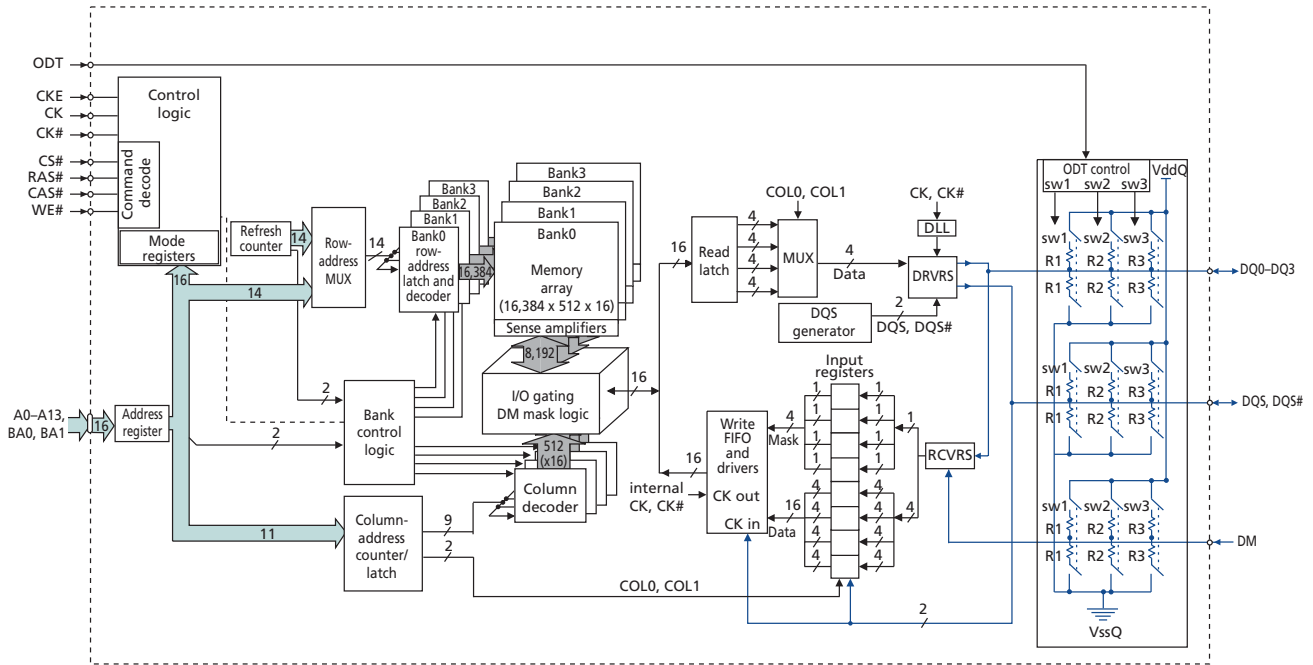 ODT
CKE
CK
CK#
CS#
RAS#
CAS#
WE#
Control
logic
Command
decode
Mode
registers
16
Refresh
counter
14
Row-
address
MUX
14
14
Bank3
Bank2
Bank1
Bank0
row-
address
latch and
decoder
16,384
Bank3
Bank2
Bank1
Bank0
Memory
array
(16,384 x 512 x 16)
Sense amplifiers
8,192
I/O gating
DM mask logic
16
16
Read
latch
4
4
4
4
COL0, COL1
MUX
4
Data
CK, CK#
DLL
DRVRS
DQS
generator
2
DQS, DQS#
ODT control
VddQ
sw1 sw2 sw3
sw1 sw2 sw3
R1 R2 R3
R1 R2 R3
DQ0–DQ3
sw1 sw2 sw3
R1 R2 R3
R1 R2 R3
DQS, DQS#
sw1 sw2 sw3
R1 R2 R3
R1 R2 R3
DM
VssQ
A0–A13,
BA0, BA1
16
Address
register
2
2
Bank
control
logic
512
(x16)
Column
decoder
11
Column-
address
counter/
latch
9
2
COL0, COL1
16
internal
CK, CK#
Write
FIFO
and
drivers
CK out
CK in
4
Mask
16
Data
Input
registers
1
1
1
1
4
4
4
4
1
1
1
1
4
4
4
4
1
4
RCVRS
2